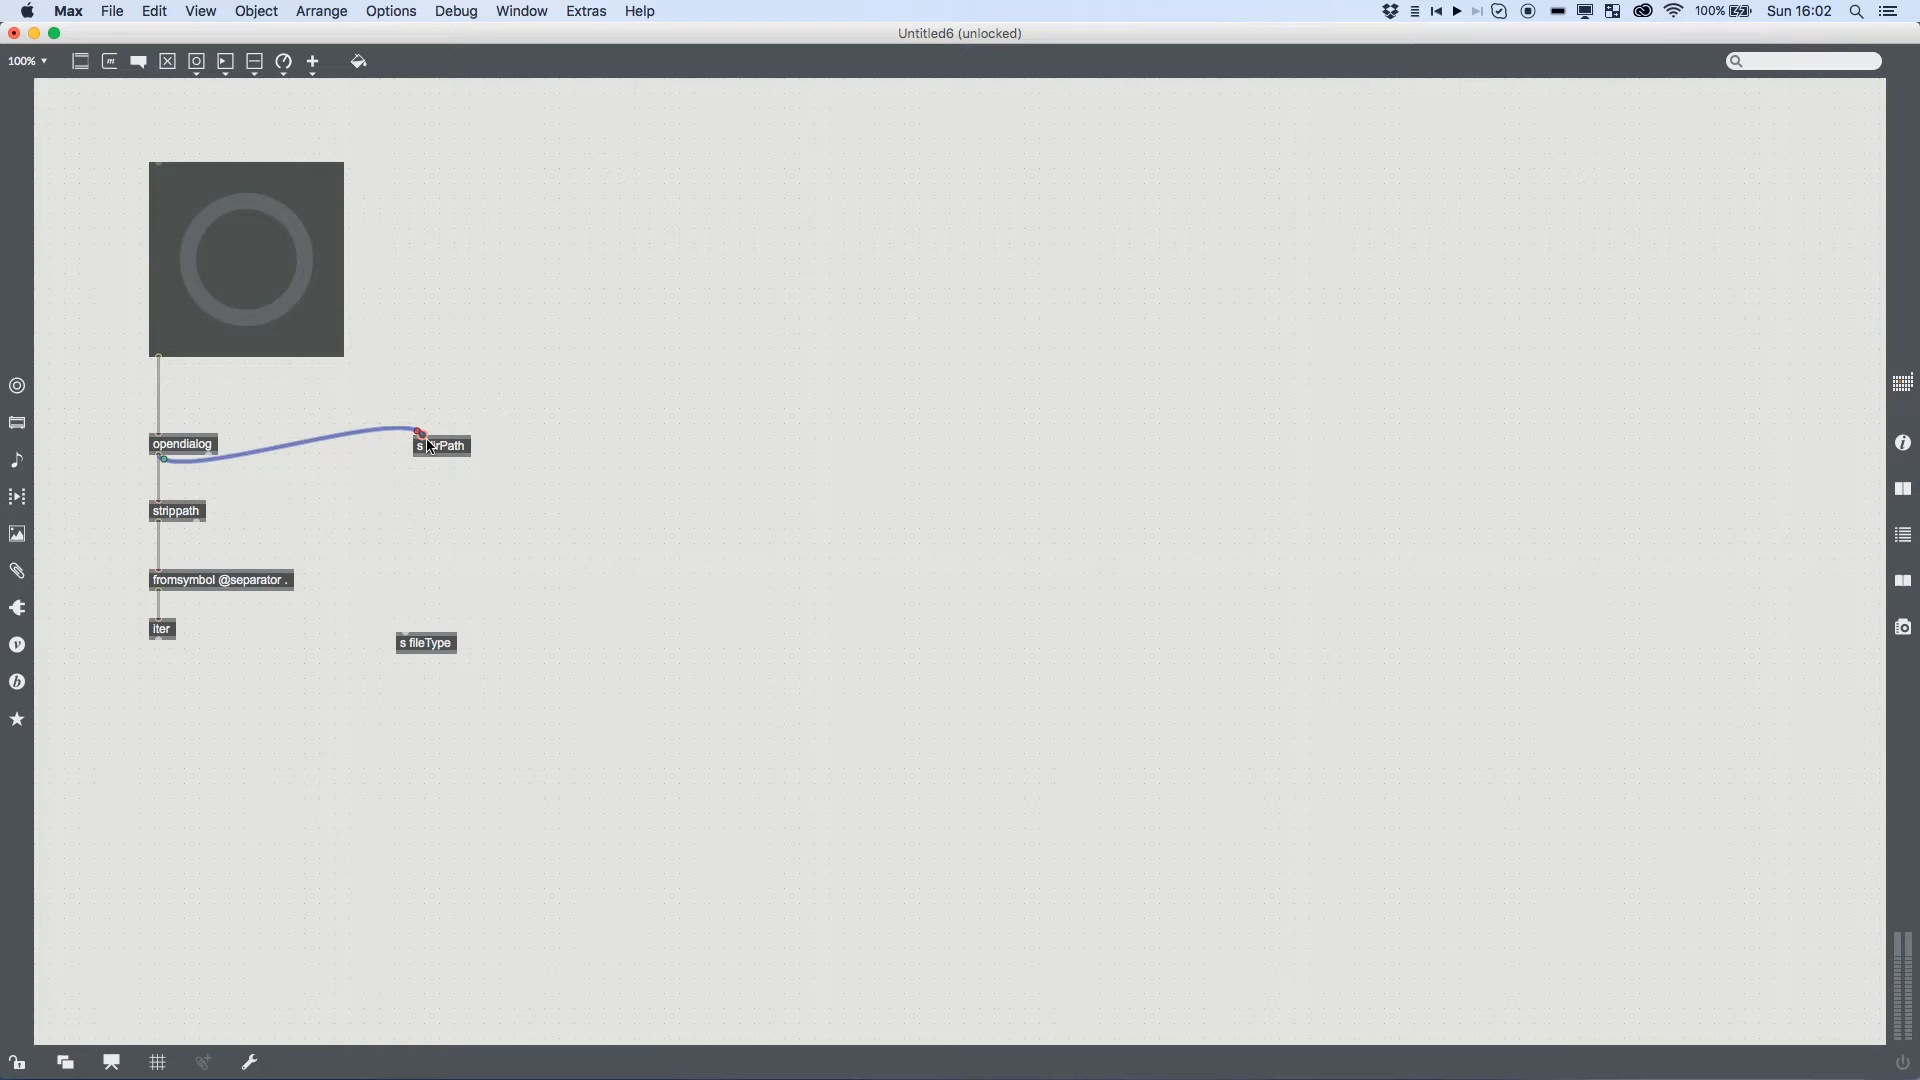 Max File Edit View Object Arrange Options Debug Window Extras Help 100% Sun 16:02
Untitled6 (unlocked)
100%
opendialog
strippath
fromsymbol @separator .
iter
s fileType